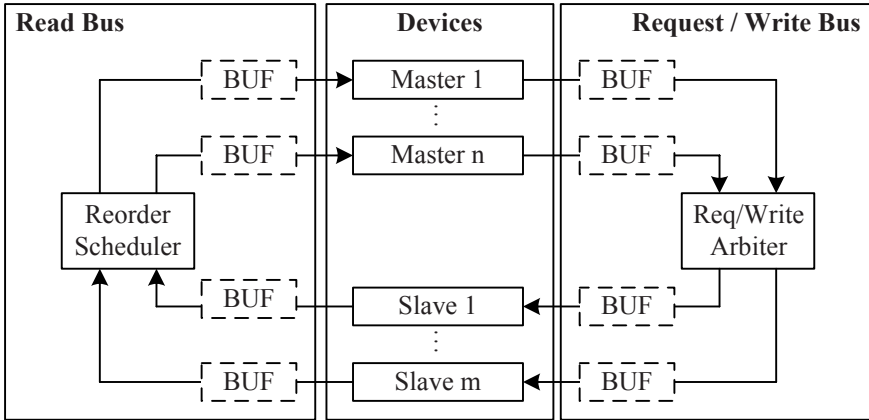 Read Bus
Devices
Request / Write Bus
BUF
Master 1
BUF
BUF
Master n
BUF
Reorder
Scheduler
Req/Write
Arbiter
BUF
Slave 1
BUF
BUF
Slave m
BUF